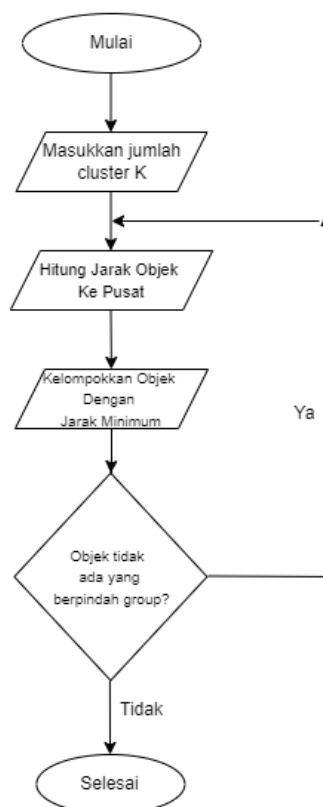 Mulai
Masukkan jumlah
cluster K
Hitung Jarak Objek
Ke Pusat
Kelompokkan Objek
Dengan
Jarak Minimum
Ya
Objek tidak
ada yang
berpindah group?
Tidak
Selesai